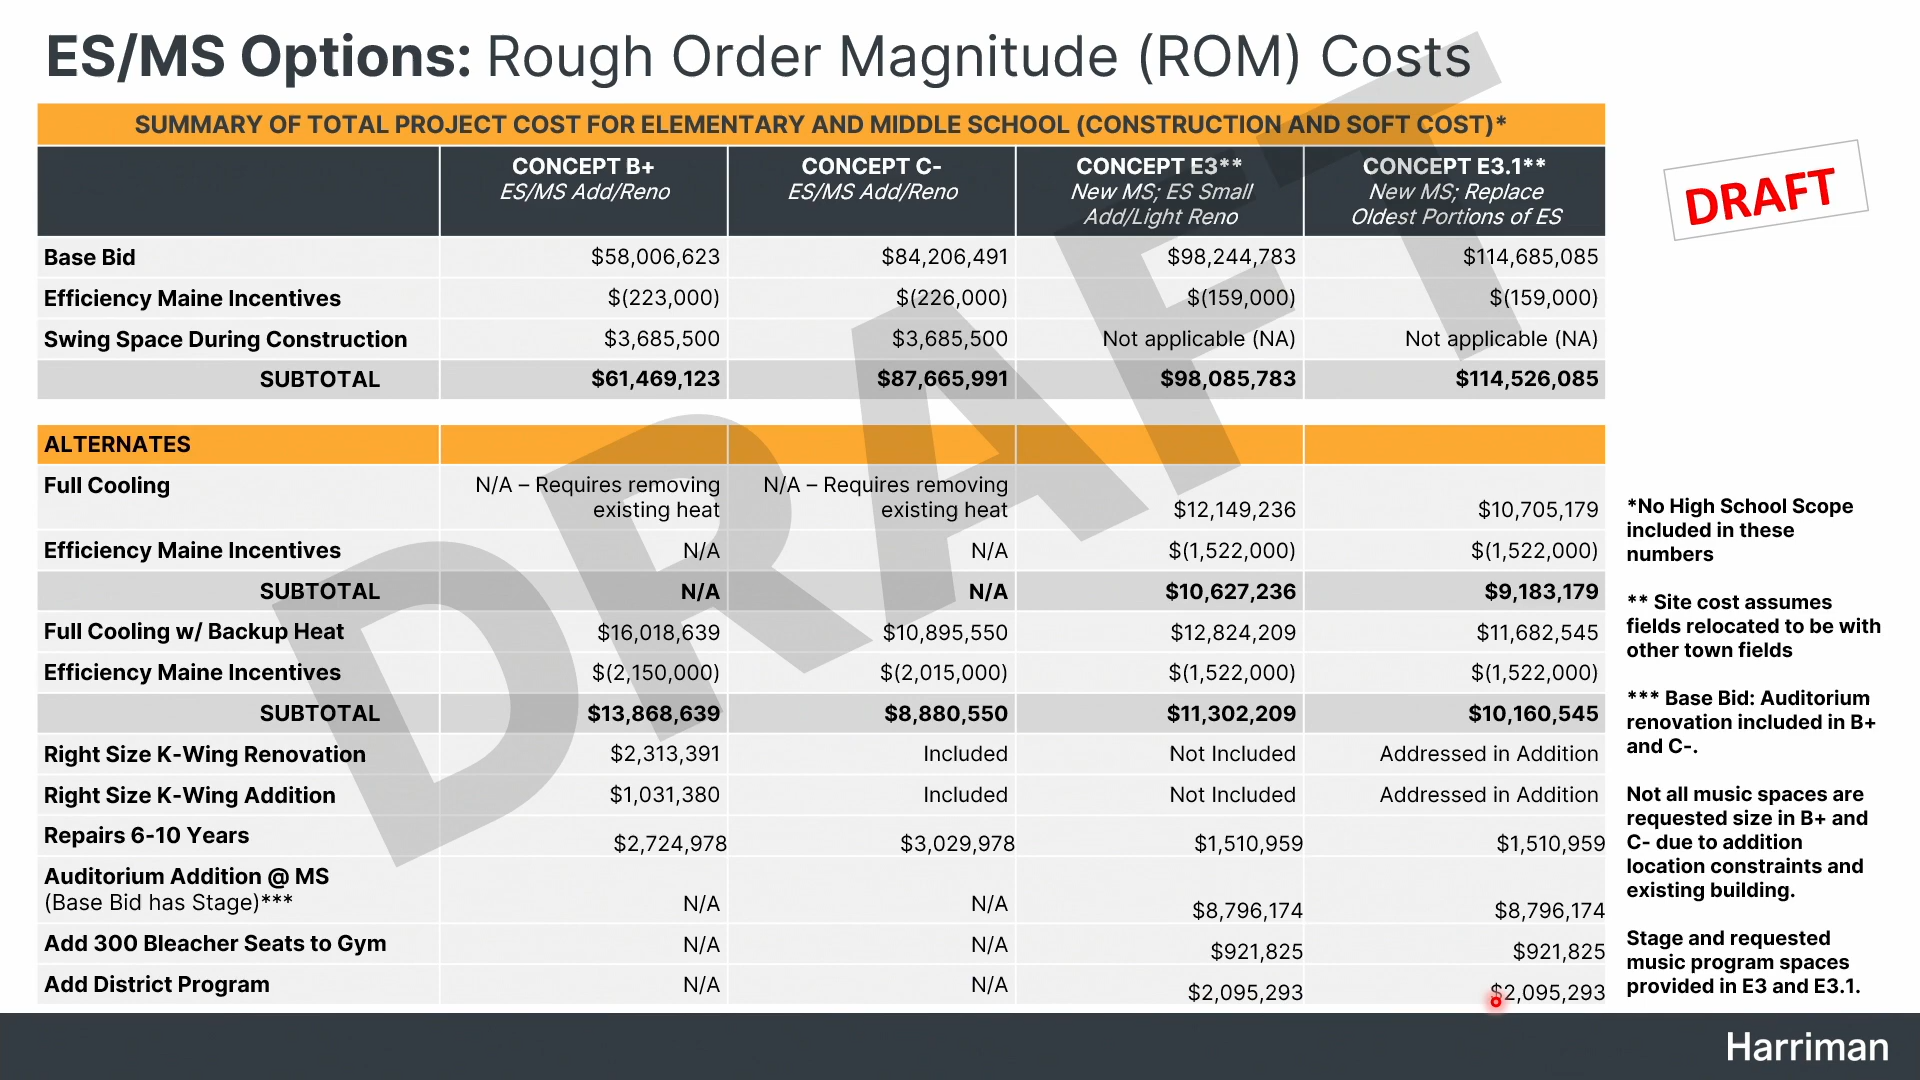 ES/MS Options: Rough Order Magnitude (ROM) Costs
SUMMARY OF TOTAL PROJECT COST FOR ELEMENTARY AND MIDDLE SCHOOL (CONSTRUCTION AND SOFT COST)*
CONCEPT B+ CONCEPT C- CONCEPT E3** CONCEPT E3.1**
ES/MS Add/Reno ES/MS Add/Reno New MS; ES Small New MS; Replace
Add/Light Reno Oldest Portions of ES
DRAFT
Base Bid $58,006,623 $84,206,491 $98,244,783 $114,685,085
Efficiency Maine Incentives $(223,000) $(226,000) $(159,000) $(159,000)
Swing Space During Construction $3,685,500 $3,685,500 Not applicable (NA) Not applicable (NA)
SUBTOTAL $61,469,123 $87,665,991 $98,085,783 $114,526,085
ALTERNATES
Full Cooling N/A – Requires removing N/A – Requires removing
existing heat existing heat $12,149,236 $10,705,179
Efficiency Maine Incentives N/A N/A $(1,522,000) $(1,522,000)
SUBTOTAL N/A N/A $10,627,236 $9,183,179
Full Cooling w/ Backup Heat $16,018,639 $10,895,550 $12,824,209 $11,682,545
Efficiency Maine Incentives $(2,150,000) $(2,015,000) $(1,522,000) $(1,522,000)
SUBTOTAL $13,868,639 $8,880,550 $11,302,209 $10,160,545
Right Size K-Wing Renovation $2,313,391 Included Not Included Addressed in Addition
Right Size K-Wing Addition $1,031,380 Included Not Included Addressed in Addition
Repairs 6-10 Years $2,724,978 $3,029,978 $1,510,959 $1,510,959
Auditorium Addition @ MS
(Base Bid has Stage)*** N/A N/A $8,796,174 $8,796,174
Add 300 Bleacher Seats to Gym N/A N/A $921,825 $921,825
Add District Program N/A N/A $2,095,293 $2,095,293
*No High School Scope
included in these
numbers
** Site cost assumes
fields relocated to be with
other town fields
*** Base Bid: Auditorium
renovation included in B+
and C-.
Not all music spaces are
requested size in B+ and
C- due to addition
location constraints and
existing building.
Stage and requested
music program spaces
provided in E3 and E3.1.
DRAFT
Harriman